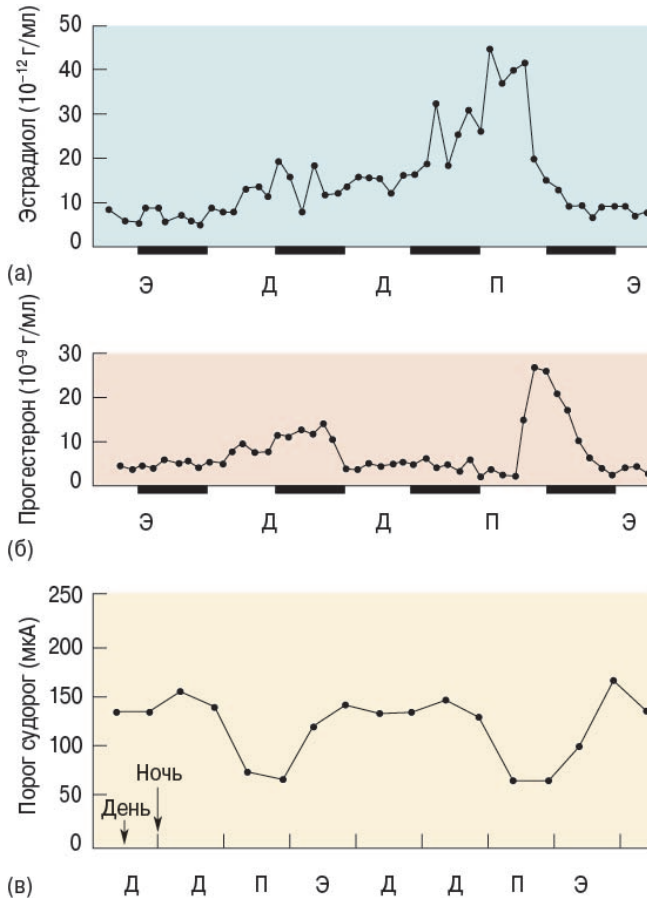 Эстрадиол (10⁻¹² г/мл)
50
40
30
20
10
0
(а)
Э Д Д П Э
Прогестерон (10⁻⁹ г/мл)
30
20
10
0
Э Д Д П Э
(б)
Порог судорог (мкА)
250
200
150
100
50
0
Ночь
День
(в)
Д Д П Э Д Д П Э